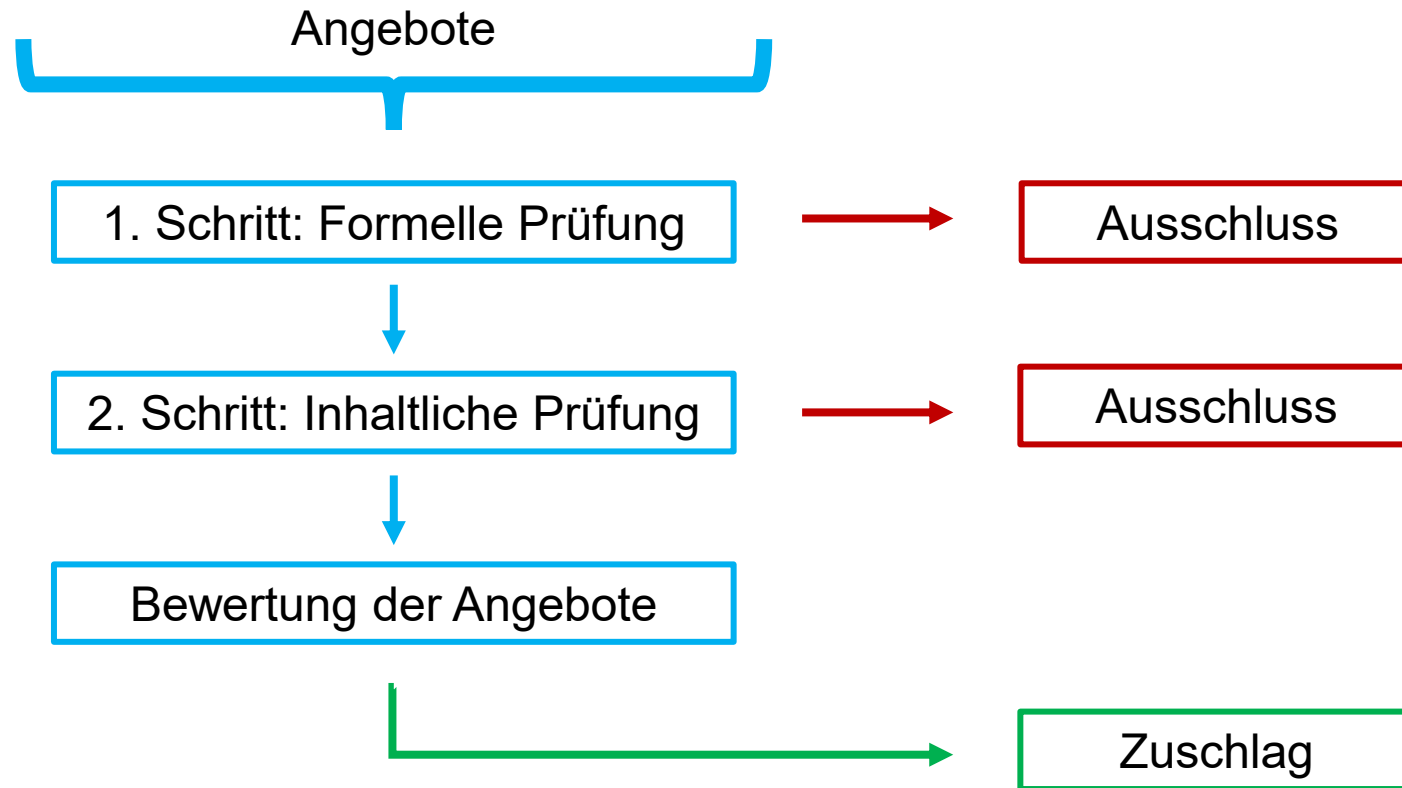 Angebote
1. Schritt: Formelle Prüfung
Ausschluss
2. Schritt: Inhaltliche Prüfung
Ausschluss
Bewertung der Angebote
Zuschlag